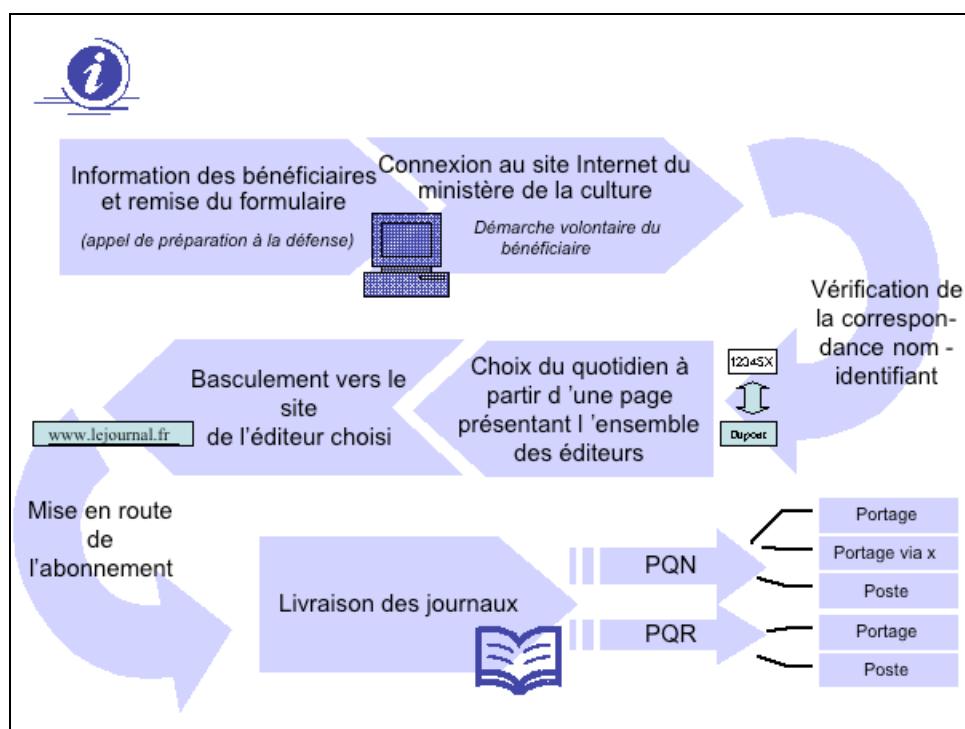 Information des bénéficiaires
et remise du formulaire
(appel de préparation à la défense)
Connexion au site Internet du
ministère de la culture
Démarche volontaire du
bénéficiaire
Vérification de
la correspon-
dance nom -
identifiant
12345X
Dupont
Choix du quotidien à
partir d ’une page
présentant l ’ensemble
des éditeurs
Basculement vers le
site
de l’éditeur choisi
www.lejournal.fr
Mise en route
de
l’abonnement
Livraison des journaux
PQN
Portage
Portage via x
Poste
PQR
Portage
Poste